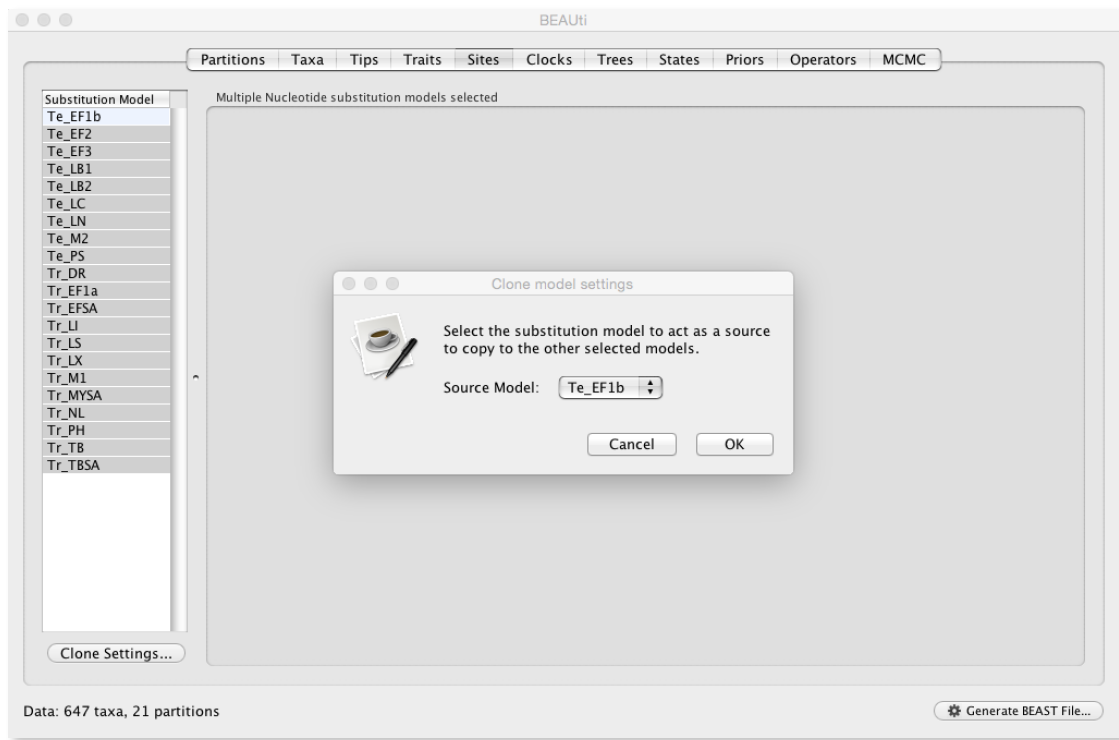 BEAUti
Partitions Taxa Tips Traits Sites Clocks Trees States Priors Operators MCMC
Substitution Model
Te_EF1b
Te_EF2
Te_EF3
Te_LB1
Te_LB2
Te_LC
Te_LN
Te_M2
Te_PS
Tr_DR
Tr_EF1a
Tr_EFSA
Tr_LI
Tr_LS
Tr_LX
Tr_M1
Tr_MYSA
Tr_NL
Tr_PH
Tr_TB
Tr_TBSA
Clone Settings...
Multiple Nucleotide substitution models selected
Clone model settings
Select the substitution model to act as a source
to copy to the other selected models.
Source Model: Te_EF1b
Cancel OK
Data: 647 taxa, 21 partitions
Generate BEAST File...